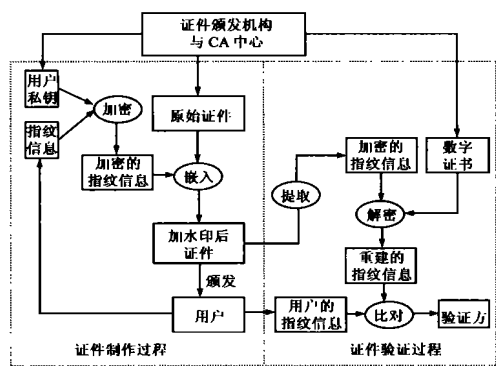 证件颁发机构
与CA中心
用户
私钥
加密
原始证件
指纹
信息
加密的
指纹信息
嵌入
加水印后
证件
颁发
用户
证件制作过程
加密的
指纹信息
数字
证书
提取
解密
重建的
指纹信息
用户的
指纹信息
比对
验证方
证件验证过程